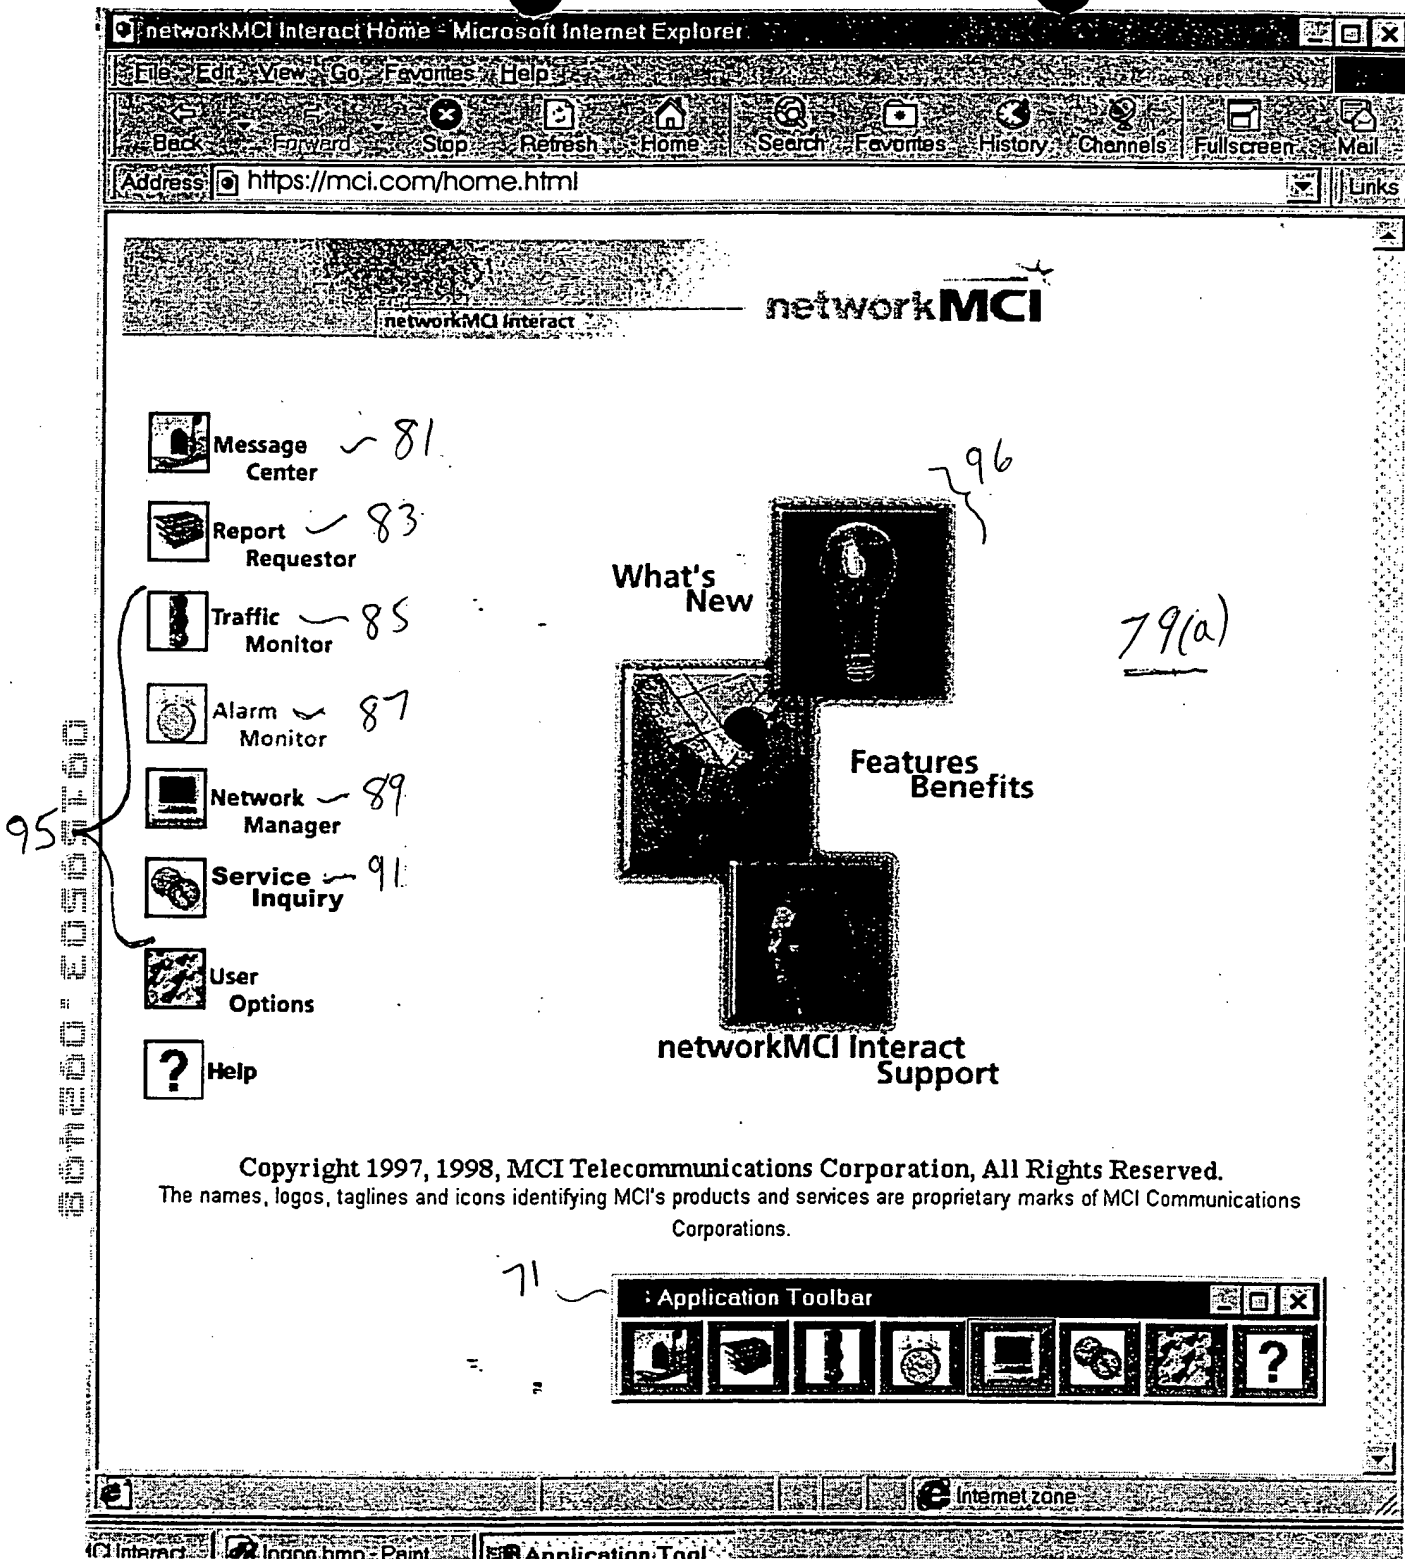 networkMCI Interact Home - Microsoft Internet Explorer
File Edit View Go Favorites Help
Back Forward Stop Refresh Home Search Favorites History Channels Fullscreen Mail
Address https://mci.com/home.html Links
networkMCI Interact
networkMCI
Message 81
Center
96
Report 83
Requestor
What's
New
Traffic 85
Monitor
79(a)
Alarm 87
Monitor
Features
Benefits
Network 89
Manager
95
Service 91
Inquiry
User
Options
networkMCI Interact
Support
? Help
Copyright 1997, 1998, MCI Telecommunications Corporation, All Rights Reserved.
The names, logos, taglines and icons identifying MCI's products and services are proprietary marks of MCI Communications
Corporations.
71
: Application Toolbar
?
Internet zone
MCI Interact logon.bmp - Paint Application Tool